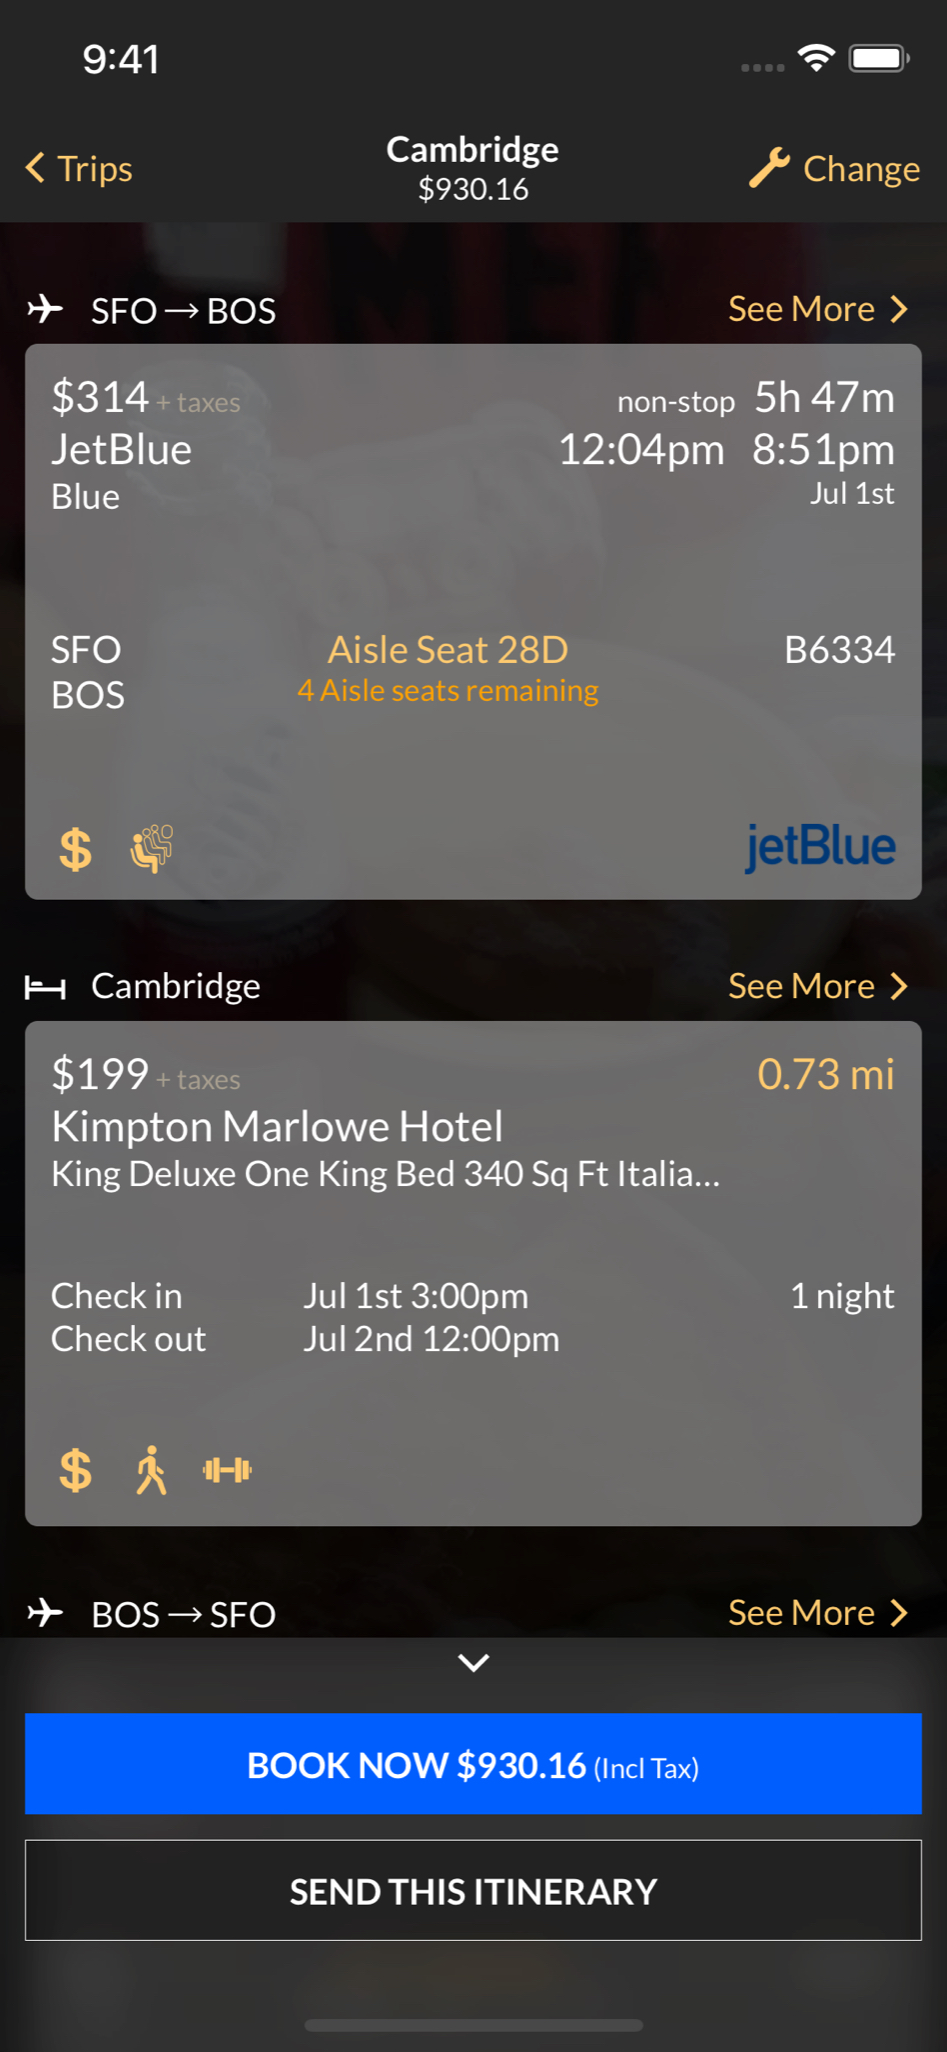 9:41
Trips
Cambridge
$930.16
Change
SFO → BOS
See More
$314 + taxes
non-stop 5h 47m
JetBlue
12:04pm 8:51pm
Blue
Jul 1st
SFO
Aisle Seat 28D
B6334
BOS
4 Aisle seats remaining
jetBlue
Cambridge
See More
$199 + taxes
0.73 mi
Kimpton Marlowe Hotel
King Deluxe One King Bed 340 Sq Ft Italia...
Check in
Jul 1st 3:00pm
1 night
Check out
Jul 2nd 12:00pm
BOS → SFO
See More
BOOK NOW $930.16 (Incl Tax)
SEND THIS ITINERARY